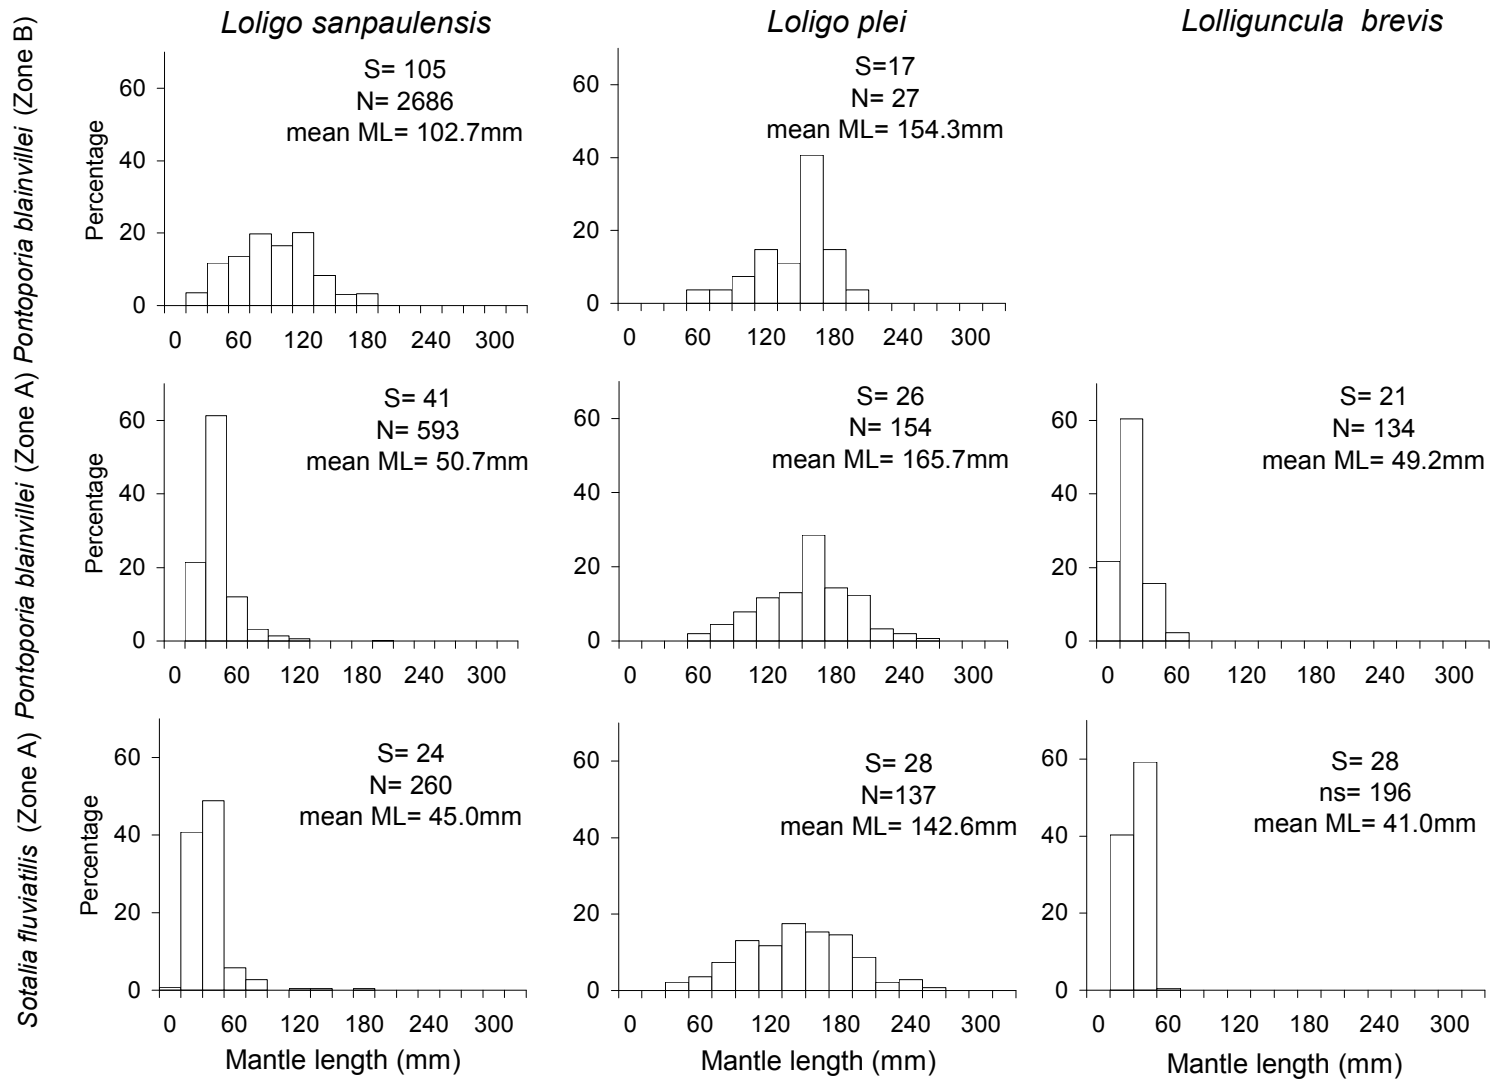 Loligo sanpaulensis
Loligo plei
Lolliguncula brevis
Pontoporia blainvillei (Zone B)
Percentage
60
40
20
0
S= 105
N= 2686
mean ML= 102.7mm
0 60 120 180 240 300
60
40
20
0
S=17
N= 27
mean ML= 154.3mm
0 60 120 180 240 300
Pontoporia blainvillei (Zone A)
Percentage
60
40
20
0
S= 41
N= 593
mean ML= 50.7mm
0 60 120 180 240 300
60
40
20
0
S= 26
N= 154
mean ML= 165.7mm
0 60 120 180 240 300
60
40
20
0
S= 21
N= 134
mean ML= 49.2mm
0 60 120 180 240 300
Sotalia fluviatilis (Zone A)
Percentage
60
40
20
0
S= 24
N= 260
mean ML= 45.0mm
0 60 120 180 240 300
Mantle length (mm)
60
40
20
0
S= 28
N=137
mean ML= 142.6mm
0 60 120 180 240 300
Mantle length (mm)
60
40
20
0
S= 28
ns= 196
mean ML= 41.0mm
0 60 120 180 240 300
Mantle length (mm)